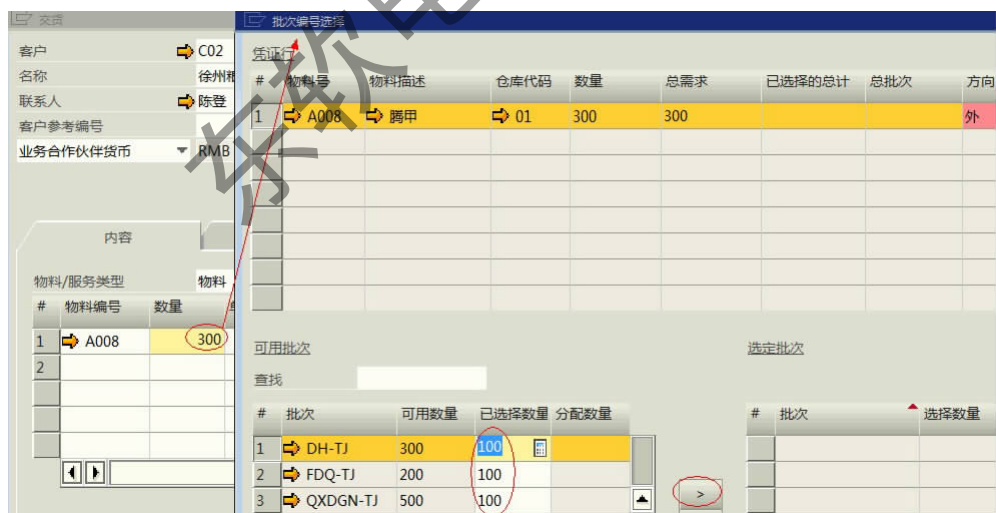 交货
客户 C02
名称 徐州
联系人 陈登
客户参考编号
业务合作伙伴货币 RMB
内容
物料/服务类型 物料
# 物料编号 数量
1 A008 300
2
批次编号选择
凭证行
# 物料号 物料描述 仓库代码 数量 总需求 已选择的总计 总批次 方向
1 A008 腾甲 01 300 300 外
可用批次
查找
# 批次 可用数量 已选择数量 分配数量
1 DH-TJ 300 100
2 FDQ-TJ 200 100
3 QXDGN-TJ 500 100
>
选定批次
# 批次 选择数量
东软